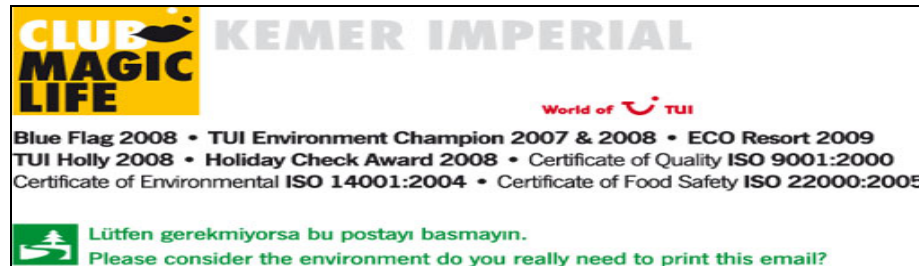 CLUB
MAGIC
LIFE
KEMER IMPERIAL
World of TUI
Blue Flag 2008 • TUI Environment Champion 2007 & 2008 • ECO Resort 2009
TUI Holly 2008 • Holiday Check Award 2008 • Certificate of Quality ISO 9001:2000
Certificate of Environmental ISO 14001:2004 • Certificate of Food Safety ISO 22000:2005
Lütfen gerekmiyorsa bu postayı basmayın.
Please consider the environment do you really need to print this email?